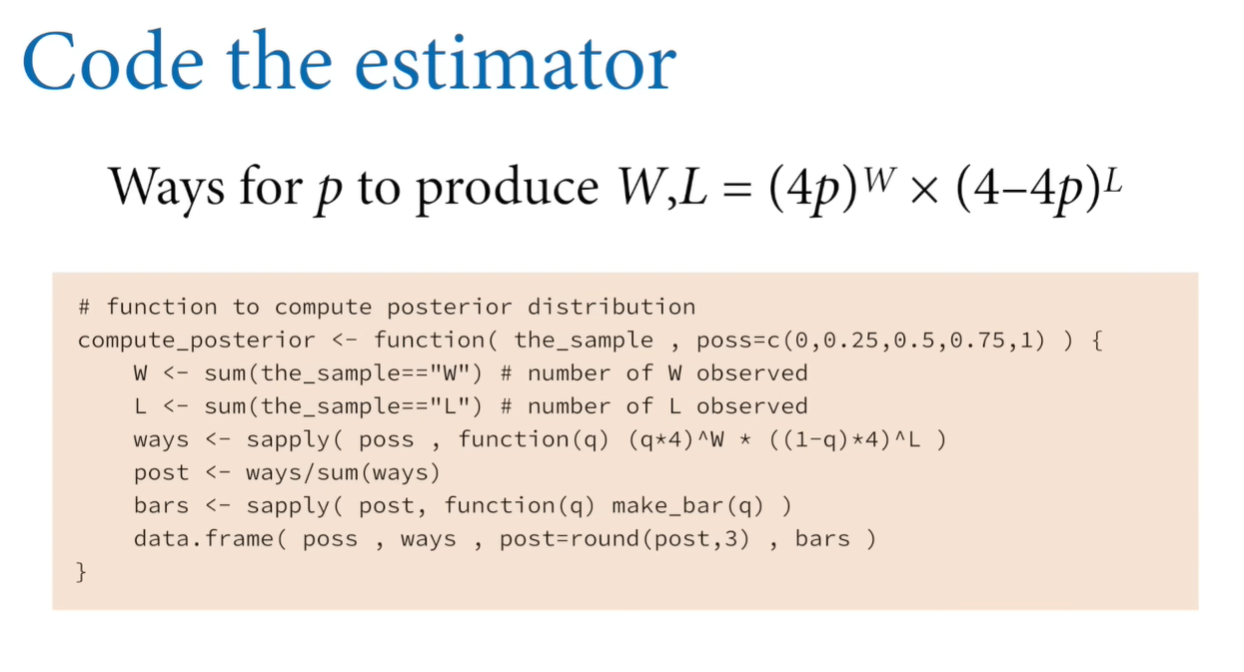 Code the estimator
Ways for p to produce W,L = (4p)ᵂ × (4–4p)ᴸ
# function to compute posterior distribution
compute_posterior <- function( the_sample , poss=c(0,0.25,0.5,0.75,1) ) {
    W <- sum(the_sample=="W") # number of W observed
    L <- sum(the_sample=="L") # number of L observed
    ways <- sapply( poss , function(q) (q*4)^W * ((1-q)*4)^L )
    post <- ways/sum(ways)
    bars <- sapply( post, function(q) make_bar(q) )
    data.frame( poss , ways , post=round(post,3) , bars )
}